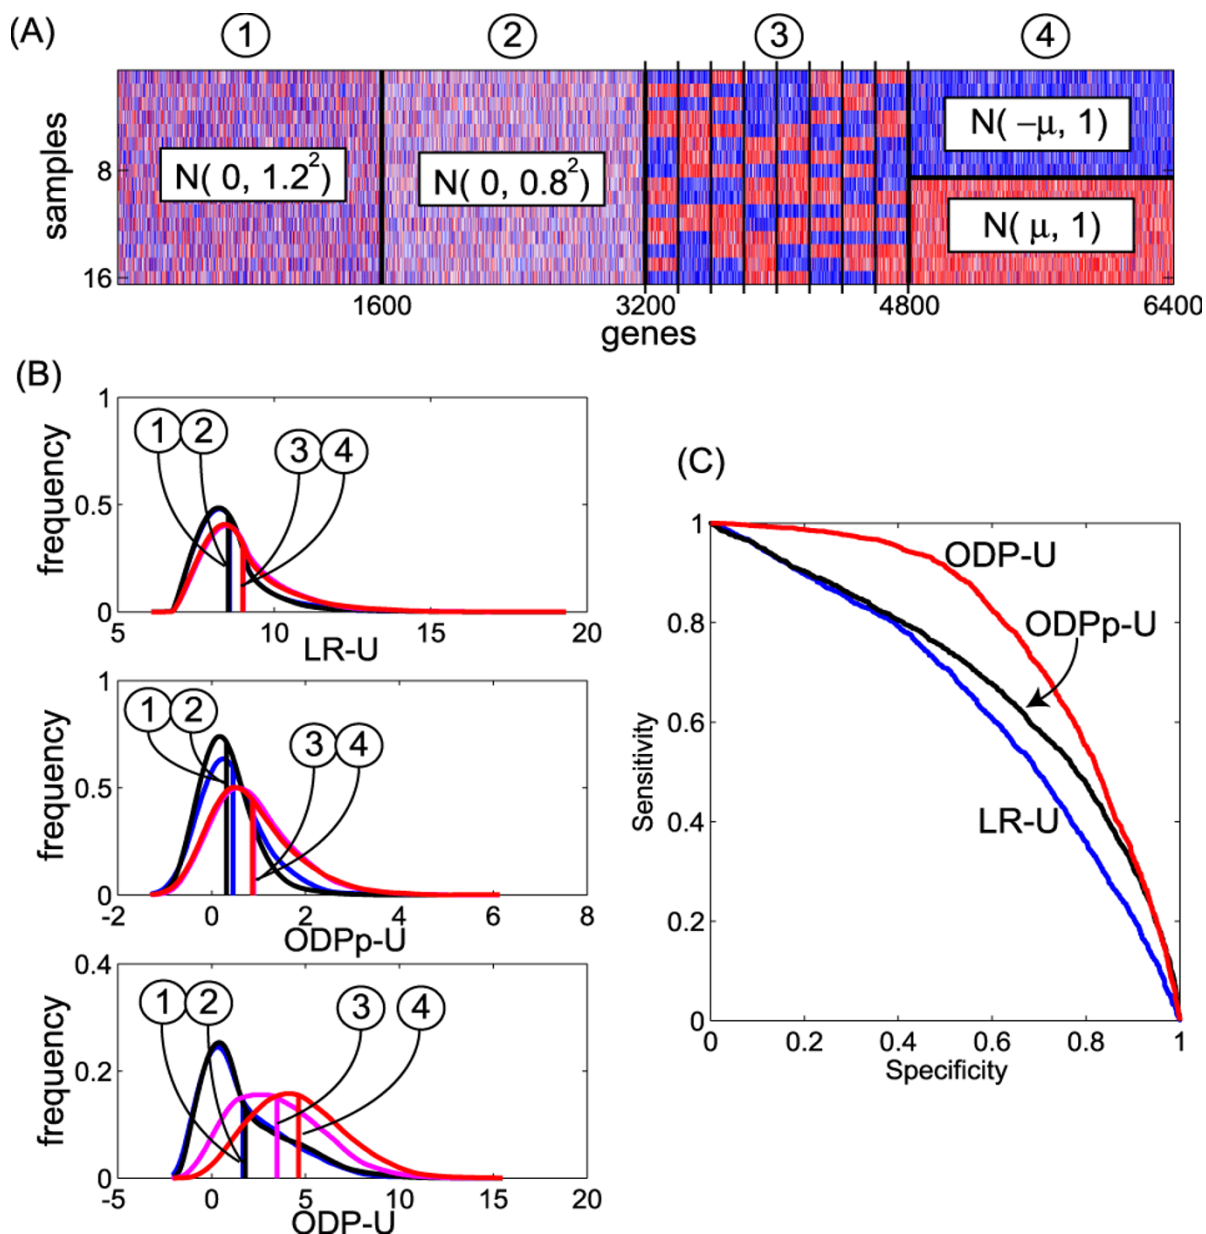 (A)
1 2 3 4
samples
8
16
N( 0, 1.2²)
N( 0, 0.8²)
N( −μ, 1)
N( μ, 1)
1600 3200 4800 6400
genes
(B)
frequency
1
0.5
0
1 2 3 4
5 10 15 20
LR-U
frequency
1
0.5
0
1 2 3 4
-2 0 2 4 6 8
ODPp-U
frequency
0.4
0.2
0
1 2 3 4
-5 0 5 10 15 20
ODP-U
(C)
Sensitivity
1
0.8
0.6
0.4
0.2
0
ODP-U
ODPp-U
LR-U
0 0.2 0.4 0.6 0.8 1
Specificity